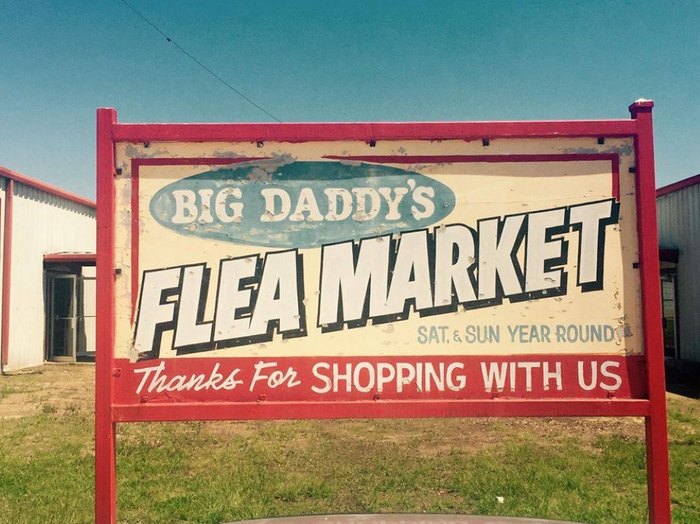 BIG DADDY'S
FLEA MARKET
SAT. & SUN YEAR ROUND
Thanks For SHOPPING WITH US